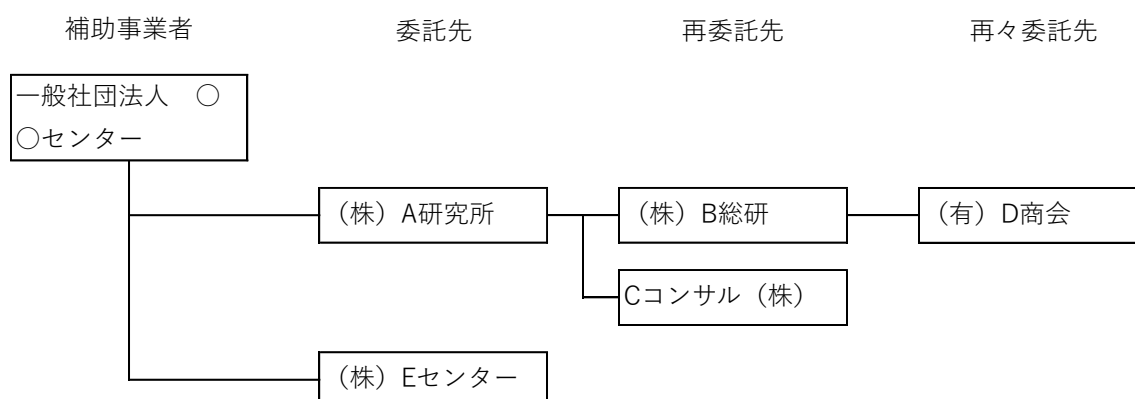 補助事業者
委託先
再委託先
再々委託先
一般社団法人　○
○センター
（株）A研究所
（株）B総研
（有）D商会
Cコンサル（株）
（株）Eセンター